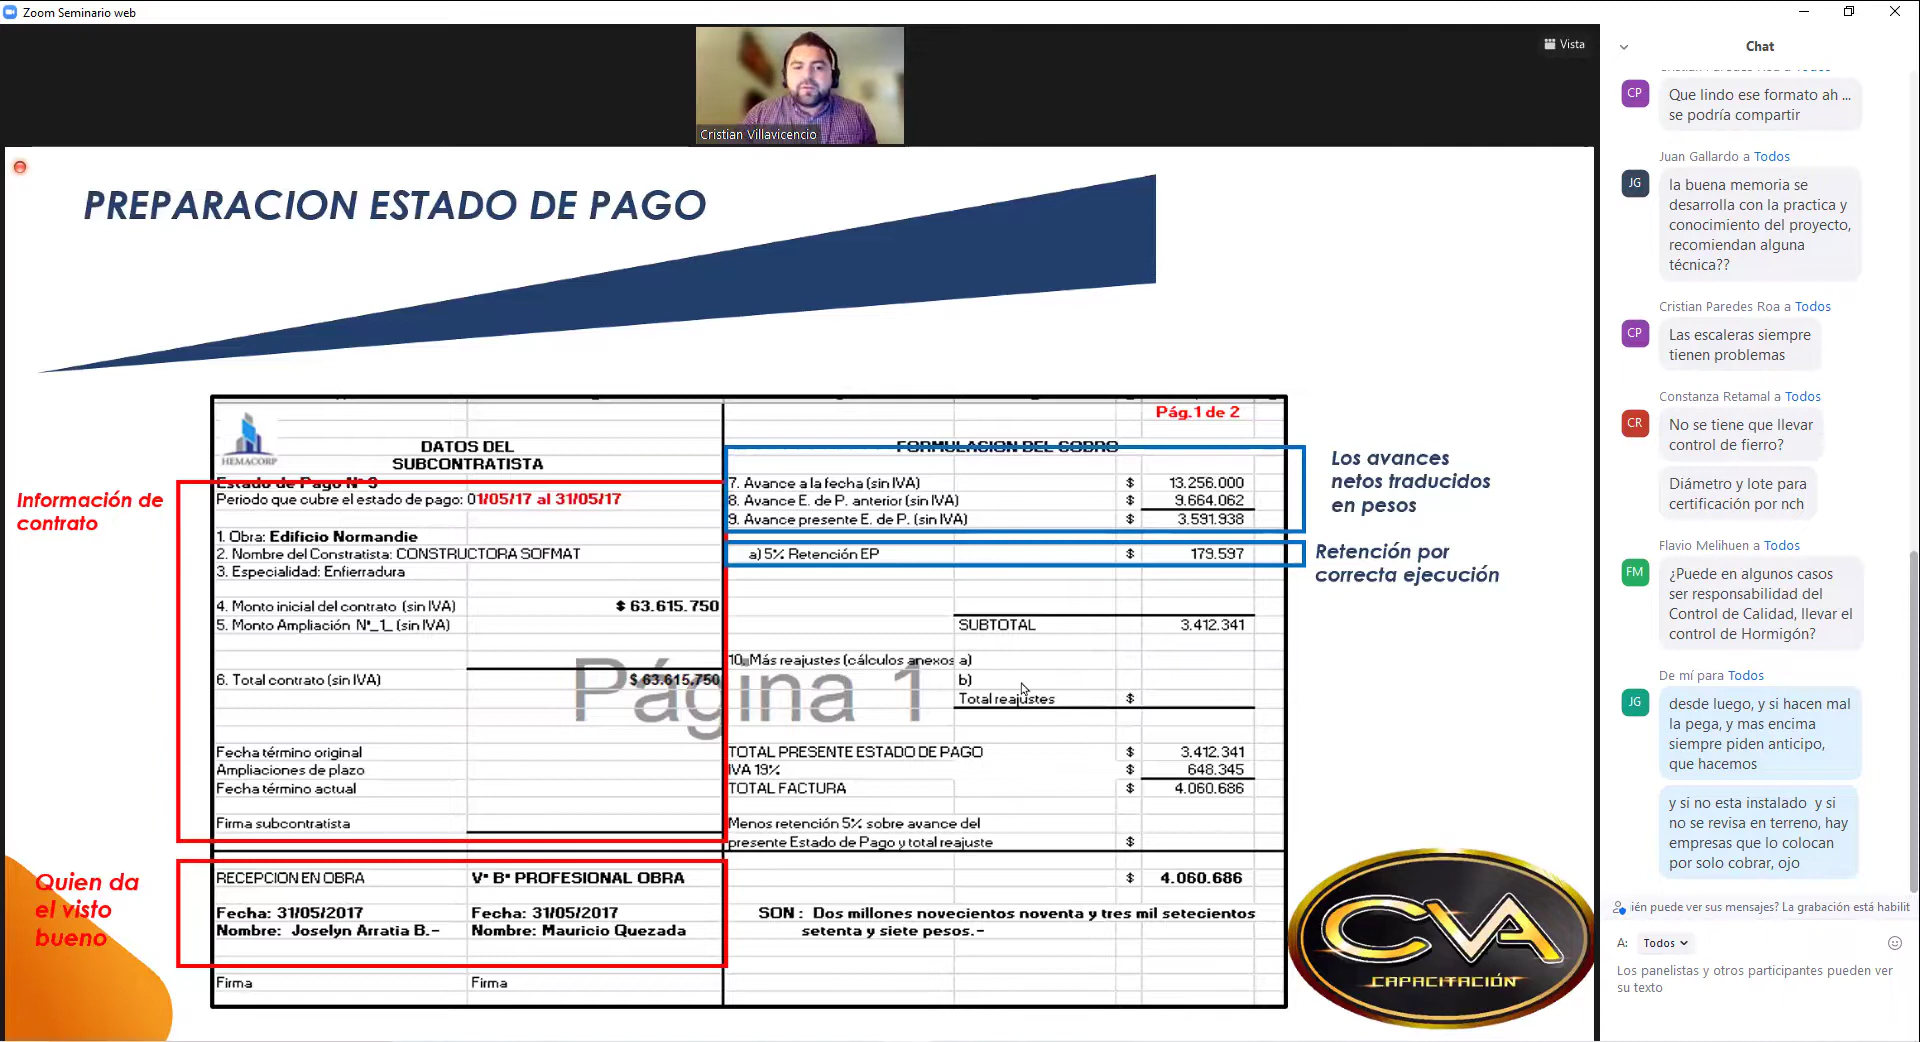 Zoom Seminario web
Vista
Cristian Villavicencio
PREPARACION ESTADO DE PAGO
Información de
contrato
Quien da
el visto
bueno
HEMACORP
DATOS DEL
SUBCONTRATISTA
Estado de Pago N° 9
Periodo que cubre el estado de pago: 01/05/17 al 31/05/17
1. Obra: Edificio Normandie
2. Nombre del Constratista: CONSTRUCTORA SOFMAT
3. Especialidad: Enfierradura
4. Monto inicial del contrato (sin IVA) $ 63.615.750
5. Monto Ampliación N°_1_ (sin IVA)
6. Total contrato (sin IVA) $ 63.615.750
Fecha término original
Ampliaciones de plazo
Fecha término actual
Firma subcontratista
RECEPCION EN OBRA V° B° PROFESIONAL OBRA
Fecha: 31/05/2017 Fecha: 31/05/2017
Nombre: Joselyn Arratia B.- Nombre: Mauricio Quezada
Firma Firma
Página 1
Pág.1 de 2
FORMULACION DEL COBRO
7. Avance a la fecha (sin IVA) $ 13.256.000
8. Avance E. de P. anterior (sin IVA) $ 9.664.062
9. Avance presente E. de P. (sin IVA) $ 3.591.938
a) 5% Retención EP $ 179.597
SUBTOTAL 3.412.341
10. Más reajustes (cálculos anexos a)
b)
Total reajustes $
TOTAL PRESENTE ESTADO DE PAGO $ 3.412.341
IVA 19% $ 648.345
TOTAL FACTURA $ 4.060.686
Menos retención 5% sobre avance del
presente Estado de Pago y total reajuste $
$ 4.060.686
SON : Dos millones novecientos noventa y tres mil setecientos
setenta y siete pesos.-
Los avances
netos traducidos
en pesos
Retención por
correcta ejecución
CVA
CAPACITACIÓN
Chat
Cristian Paredes Roa a Todos
CP
Que lindo ese formato ah ...
se podría compartir
Juan Gallardo a Todos
JG
la buena memoria se
desarrolla con la practica y
conocimiento del proyecto,
recomiendan alguna
técnica??
Cristian Paredes Roa a Todos
CP
Las escaleras siempre
tienen problemas
Constanza Retamal a Todos
CR
No se tiene que llevar
control de fierro?
Diámetro y lote para
certificación por nch
Flavio Melihuen a Todos
FM
¿Puede en algunos casos
ser responsabilidad del
Control de Calidad, llevar el
control de Hormigón?
De mí para Todos
JG
desde luego, y si hacen mal
la pega, y mas encima
siempre piden anticipo,
que hacemos
y si no esta instalado y si
no se revisa en terreno, hay
empresas que lo colocan
por solo cobrar, ojo
ién puede ver sus mensajes? La grabación está habilit
A: Todos
Los panelistas y otros participantes pueden ver
su texto